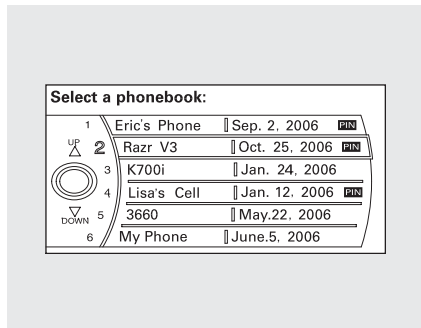 Select a phonebook:
1 Eric's Phone Sep. 2, 2006 PIN
UP 2 Razr V3 Oct. 25, 2006 PIN
3 K700i Jan. 24, 2006
4 Lisa's Cell Jan. 12, 2006 PIN
DOWN 5 3660 May.22, 2006
6 My Phone June.5, 2006